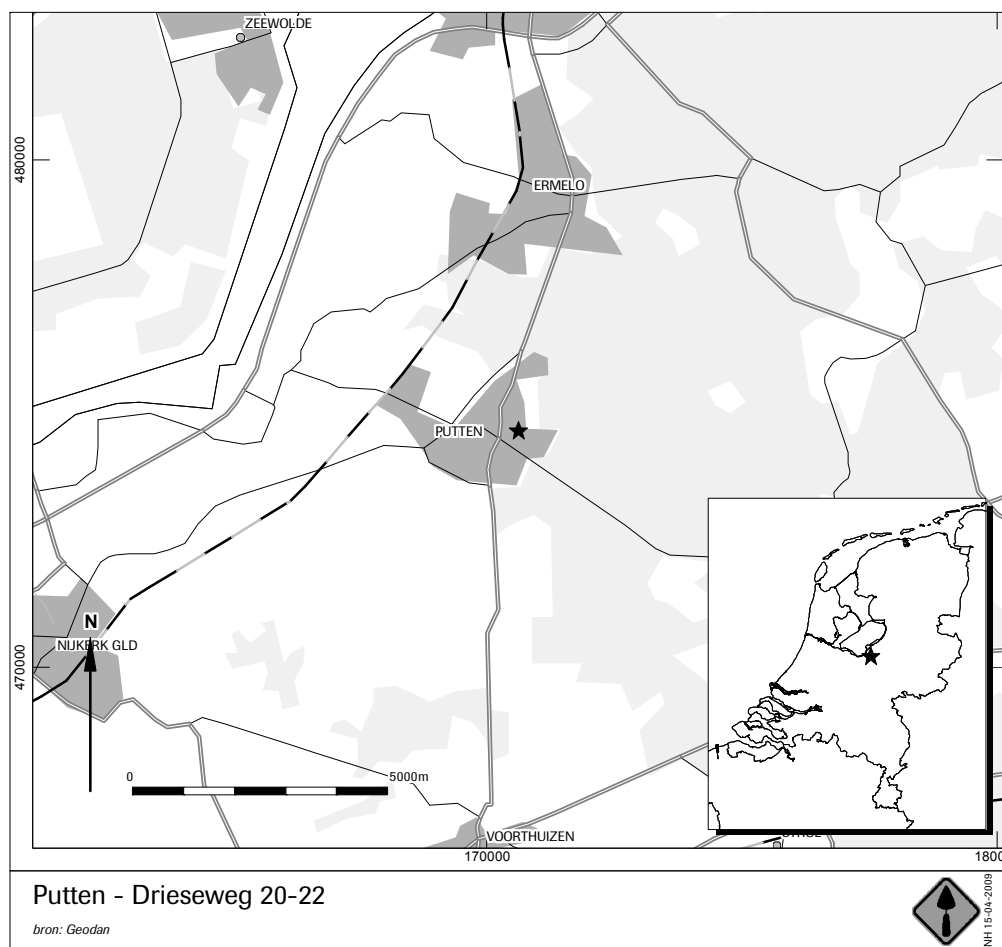 ZEEWOLDE
480000
ERMELO
PUTTEN
N
NIJKERK GLD
470000
0 5000m
VOORTHUIZEN
170000
Putten - Drieseweg 20-22
bron: Geodan
NH 15-04-2009